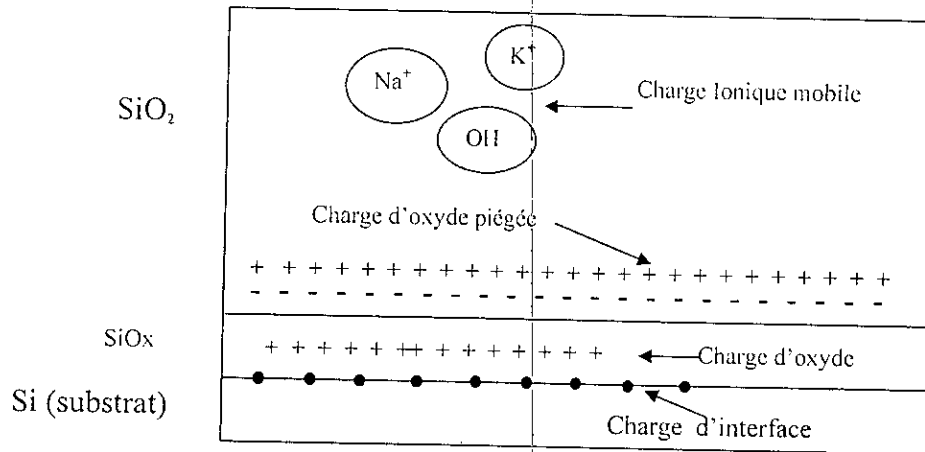 K⁺
Na⁺
Charge Ionique mobile
SiO₂
OH
Charge d'oxyde piégée
+ + + + + + + + + + + + + + + + + + + + + + + +
- - - - - - - - - - - - - - - - - - - - - -
SiOx
+ + + + + ++ + + + + + + +
Charge d'oxyde
Si (substrat)
Charge d'interface